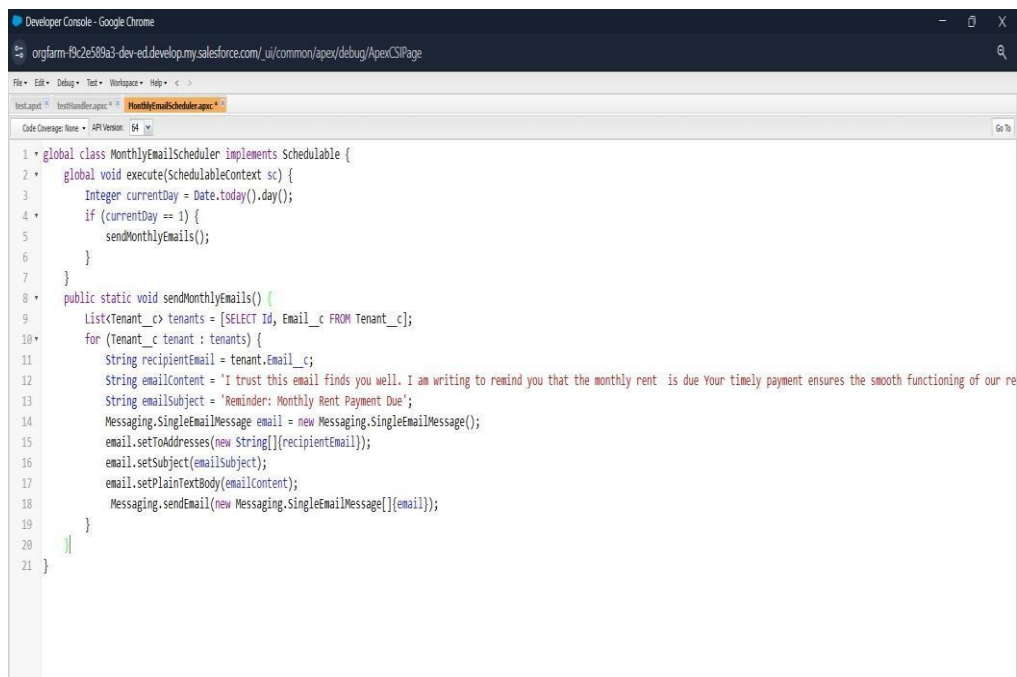 Developer Console - Google Chrome
orgfarm-f9c2e589a3-dev-ed.develop.my.salesforce.com/_ui/common/apex/debug/ApexCSIPage
File Edit Debug Test Workspace Help < >
test.apxt testHandler.apxc * MonthlyEmailScheduler.apxc *
Code Coverage: None API Version: 64 Go To
1 global class MonthlyEmailScheduler implements Schedulable {
2 global void execute(SchedulableContext sc) {
3 Integer currentDay = Date.today().day();
4 if (currentDay == 1) {
5 sendMonthlyEmails();
6 }
7 }
8 public static void sendMonthlyEmails() {
9 List<Tenant__c> tenants = [SELECT Id, Email__c FROM Tenant__c];
10 for (Tenant__c tenant : tenants) {
11 String recipientEmail = tenant.Email__c;
12 String emailContent = 'I trust this email finds you well. I am writing to remind you that the monthly rent is due Your timely payment ensures the smooth functioning of our re
13 String emailSubject = 'Reminder: Monthly Rent Payment Due';
14 Messaging.SingleEmailMessage email = new Messaging.SingleEmailMessage();
15 email.setToAddresses(new String[]{recipientEmail});
16 email.setSubject(emailSubject);
17 email.setPlainTextBody(emailContent);
18 Messaging.sendEmail(new Messaging.SingleEmailMessage[]{email});
19 }
20 }
21 }